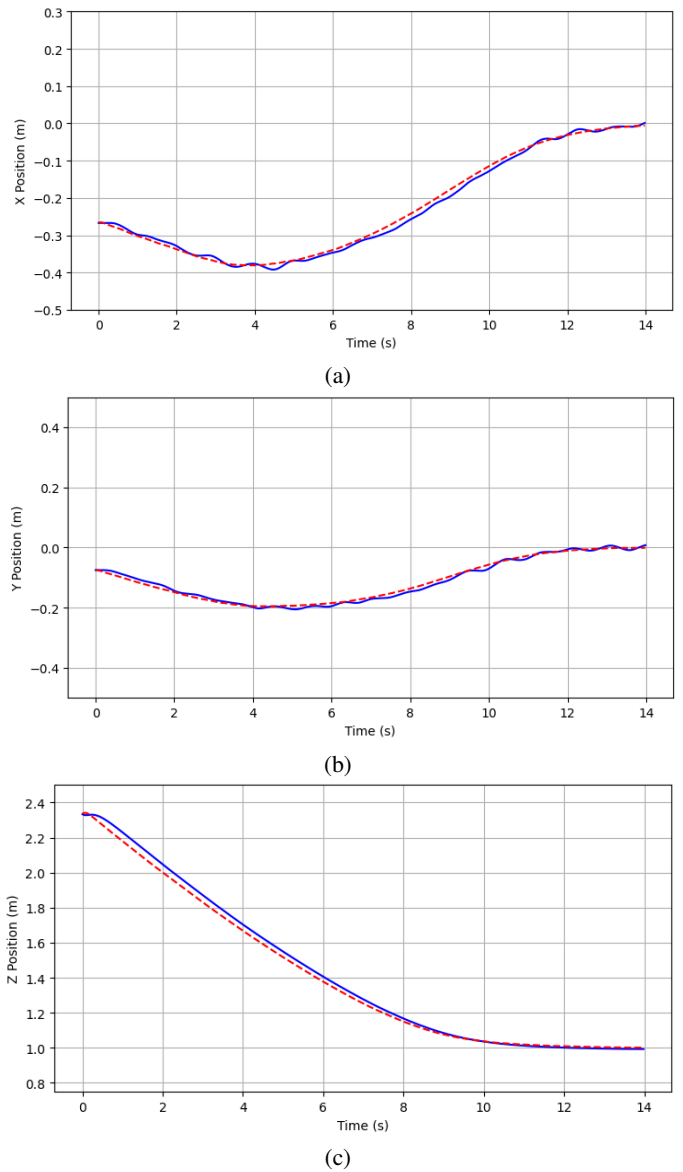 0.3
0.2
0.1
0.0
−0.1
−0.2
−0.3
−0.4
−0.5
X Position (m)
0 2 4 6 8 10 12 14
Time (s)
(a)
0.4
0.2
0.0
−0.2
−0.4
Y Position (m)
0 2 4 6 8 10 12 14
Time (s)
(b)
2.4
2.2
2.0
1.8
1.6
1.4
1.2
1.0
0.8
Z Position (m)
0 2 4 6 8 10 12 14
Time (s)
(c)